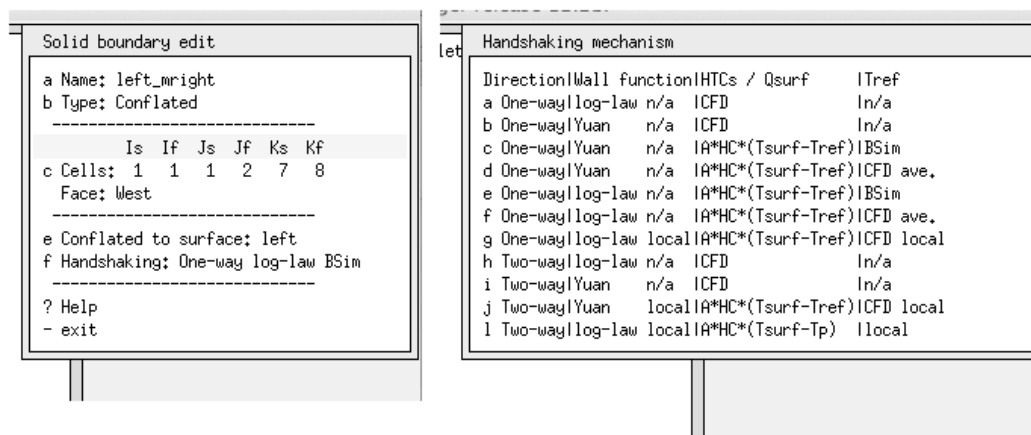 Solid boundary edit
a Name: left_mright
b Type: Conflated
Is If Js Jf Ks Kf
c Cells: 1 1 1 2 7 8
Face: West
e Conflated to surface: left
f Handshaking: One-way log-law BSim
? Help
- exit
let
Handshaking mechanism
Direction|Wall function|HTCs / Qsurf |Tref
a One-way|log-law n/a |CFD |n/a
b One-way|Yuan n/a |CFD |n/a
c One-way|Yuan n/a |A*HC*(Tsurf-Tref)|BSim
d One-way|Yuan n/a |A*HC*(Tsurf-Tref)|CFD ave.
e One-way|log-law n/a |A*HC*(Tsurf-Tref)|BSim
f One-way|log-law n/a |A*HC*(Tsurf-Tref)|CFD ave.
g One-way|log-law local|A*HC*(Tsurf-Tref)|CFD local
h Two-way|log-law n/a |CFD |n/a
i Two-way|Yuan n/a |CFD |n/a
j Two-way|Yuan local|A*HC*(Tsurf-Tref)|CFD local
l Two-way|log-law local|A*HC*(Tsurf-Tp) |local